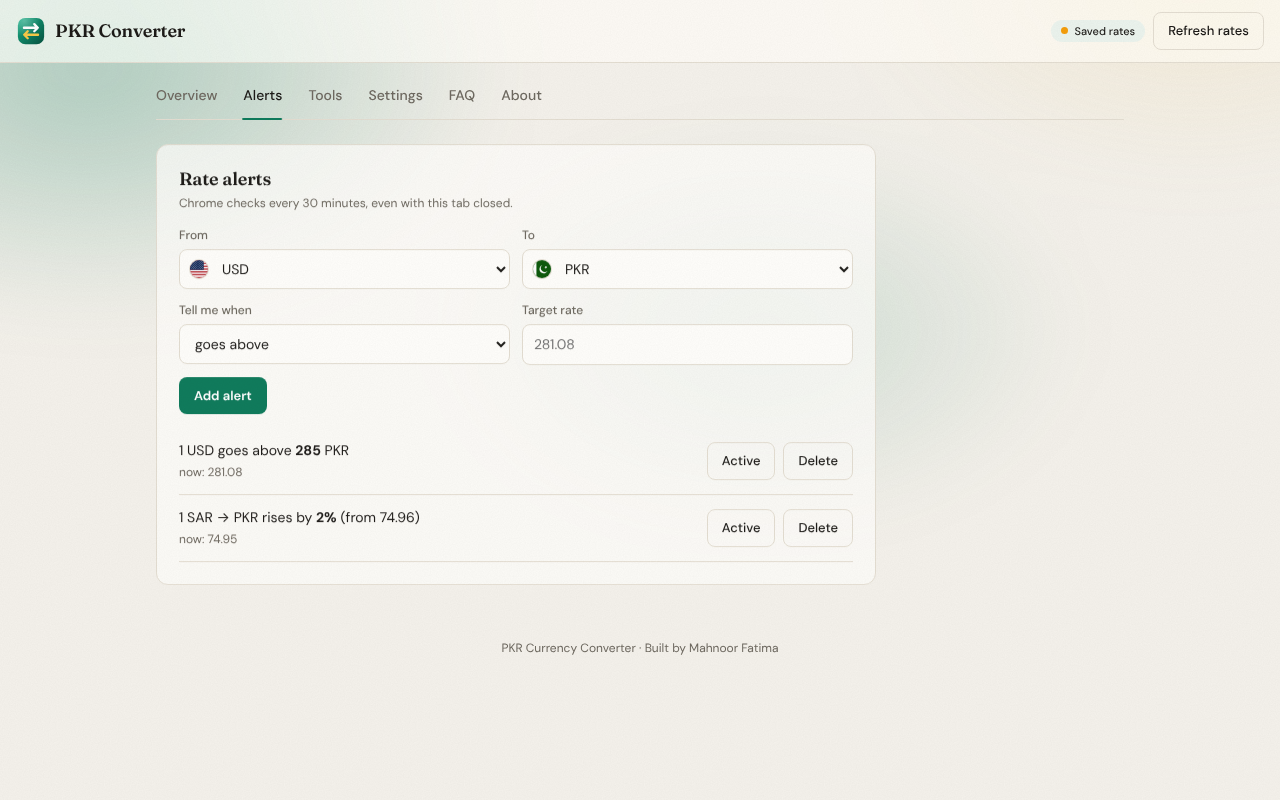 PKR Converter
Saved rates
Refresh rates
Overview Alerts Tools Settings FAQ About
Rate alerts
Chrome checks every 30 minutes, even with this tab closed.
From To
USD PKR
Tell me when Target rate
goes above 281.08
Add alert
1 USD goes above 285 PKR
now: 281.08
Active Delete
1 SAR → PKR rises by 2% (from 74.96)
now: 74.95
Active Delete
PKR Currency Converter · Built by Mahnoor Fatima